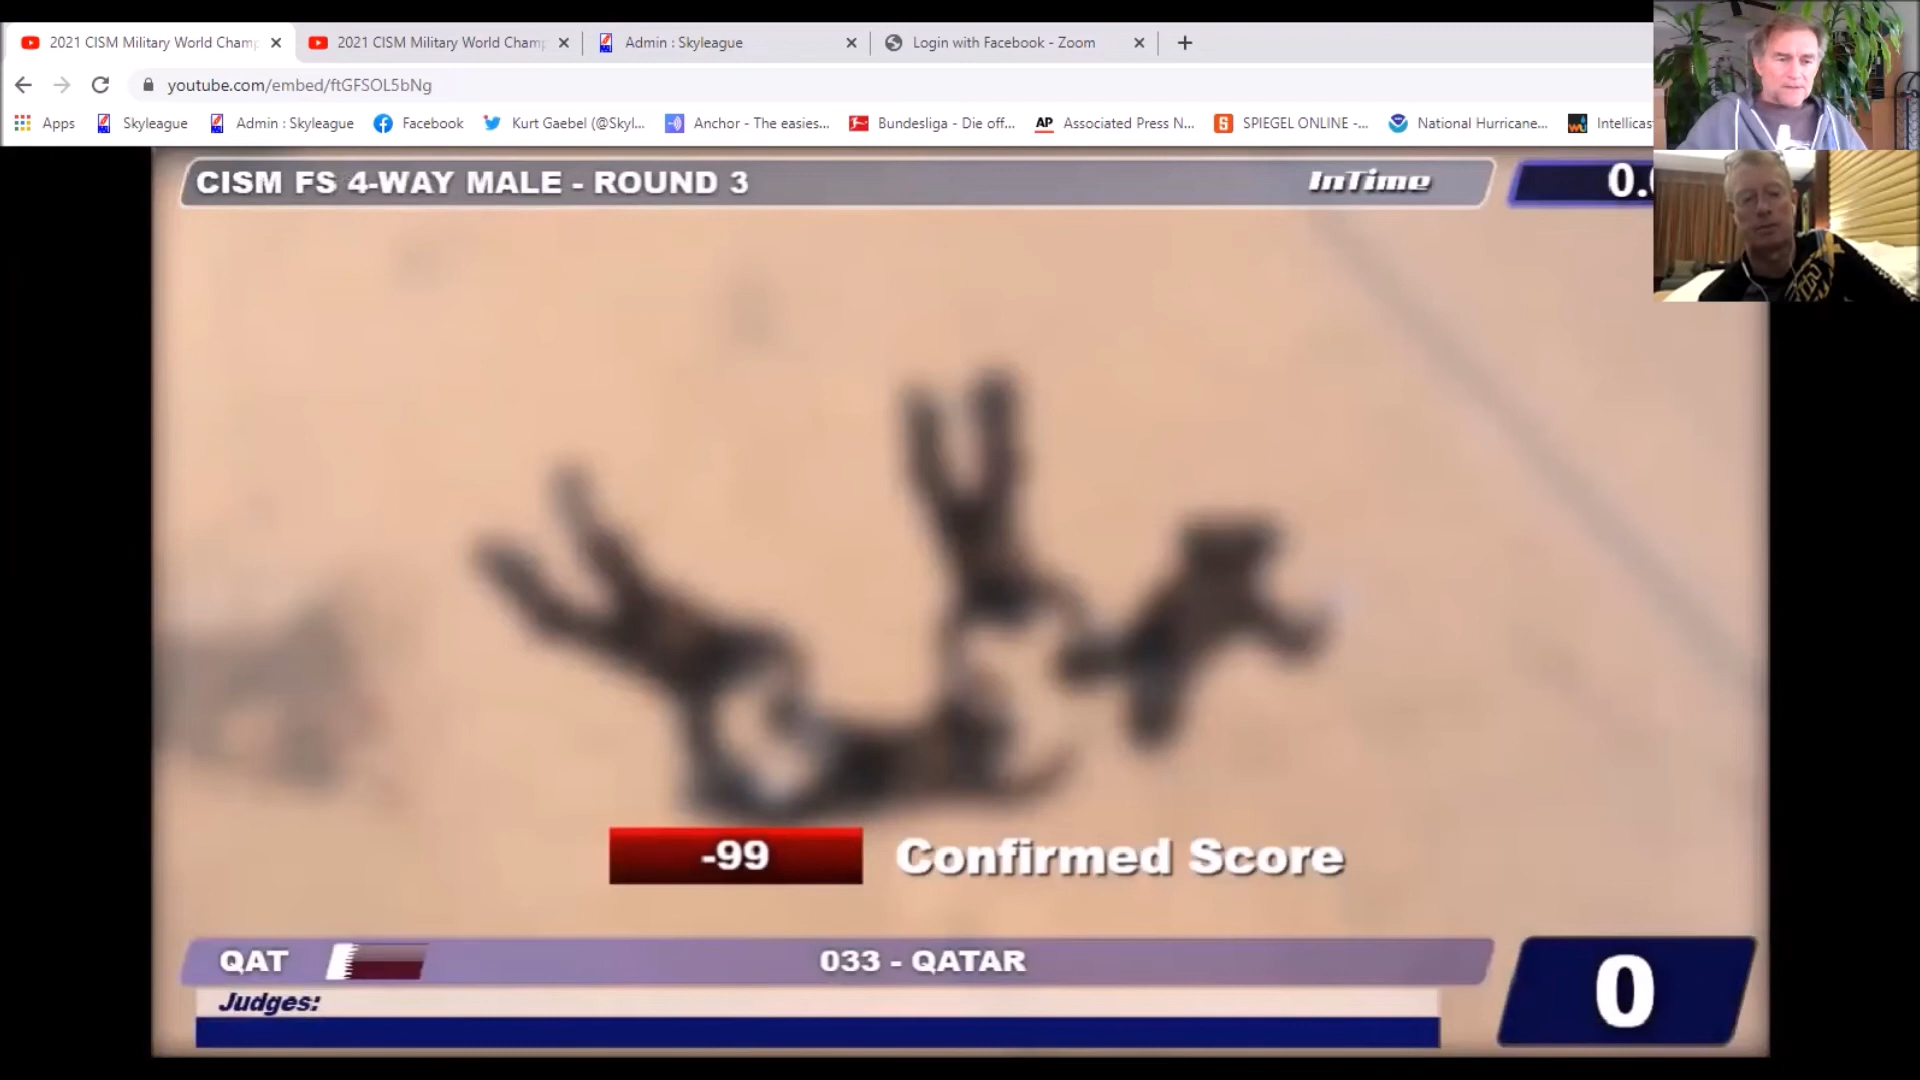 2021 CISM Military World Champ
2021 CISM Military World Champ
Admin : Skyleague
Login with Facebook - Zoom
youtube.com/embed/ftGFSOL5bNg
Apps
Skyleague
Admin : Skyleague
Facebook
Kurt Gaebel (@Skyl...
Anchor - The easies...
Bundesliga - Die off...
AP
Associated Press N...
S
SPIEGEL ONLINE -...
National Hurricane...
WU
Intellicas
CISM FS 4-WAY MALE - ROUND 3
InTime
0.
-99
Confirmed Score
QAT
033 - QATAR
0
Judges: